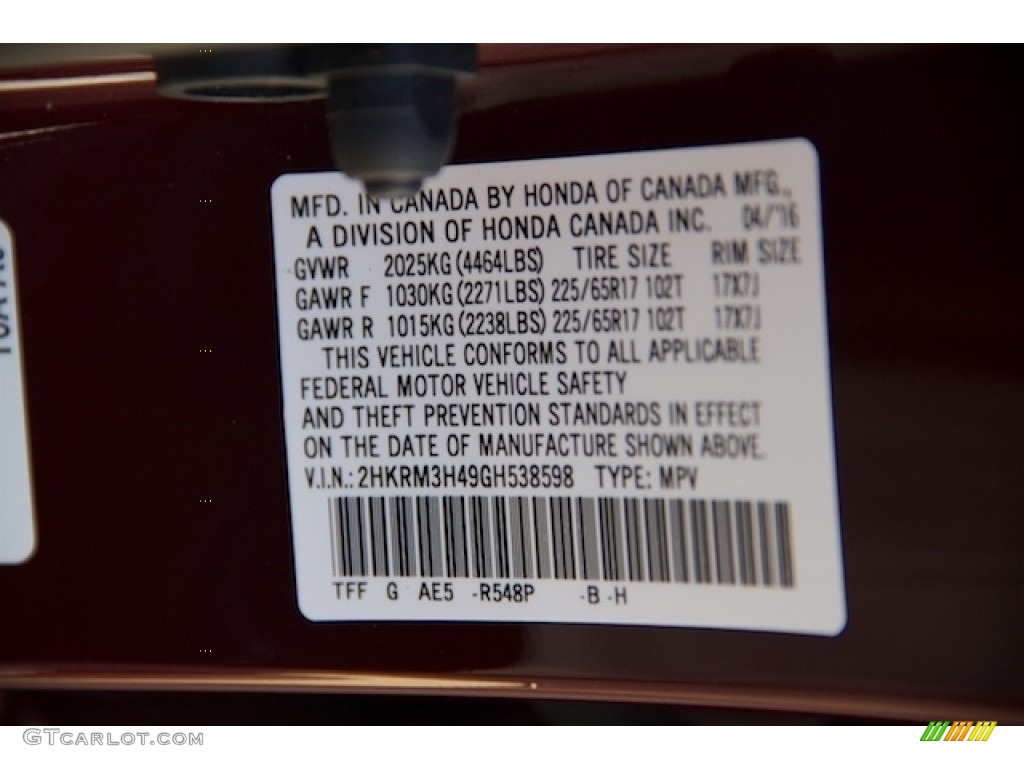 MFD. IN CANADA BY HONDA OF CANADA MFG.,
A DIVISION OF HONDA CANADA INC. 04/16
GVWR 2025KG (4464LBS) TIRE SIZE RIM SIZE
GAWR F 1030KG (2271LBS) 225/65R17 102T 17X7J
GAWR R 1015KG (2238LBS) 225/65R17 102T 17X7J
THIS VEHICLE CONFORMS TO ALL APPLICABLE
FEDERAL MOTOR VEHICLE SAFETY
AND THEFT PREVENTION STANDARDS IN EFFECT
ON THE DATE OF MANUFACTURE SHOWN ABOVE.
V.I.N.: 2HKRM3H49GH538598 TYPE: MPV
TFF G AE5 -R548P -B -H
GTCARLOT.COM